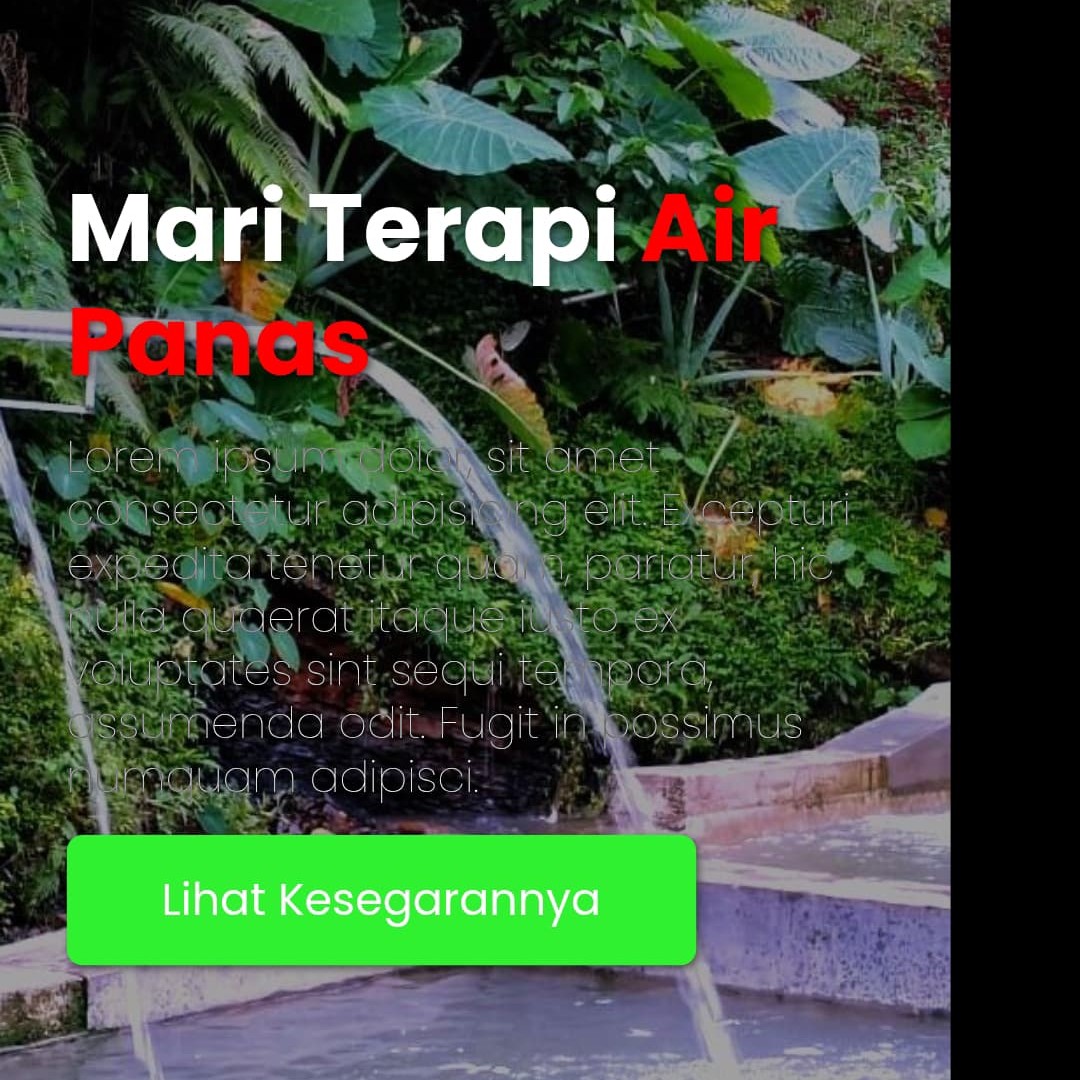 Mari Terapi Air
Panas
Lorem ipsum dolor, sit amet
consectetur adipisicing elit. Excepturi
expedita tenetur quam, pariatur hic
nulla quaerat itaque iusto ex
voluptates sint sequi tempora,
assumenda odit. Fugit in possimus
numquam adipisci.
Lihat Kesegarannya